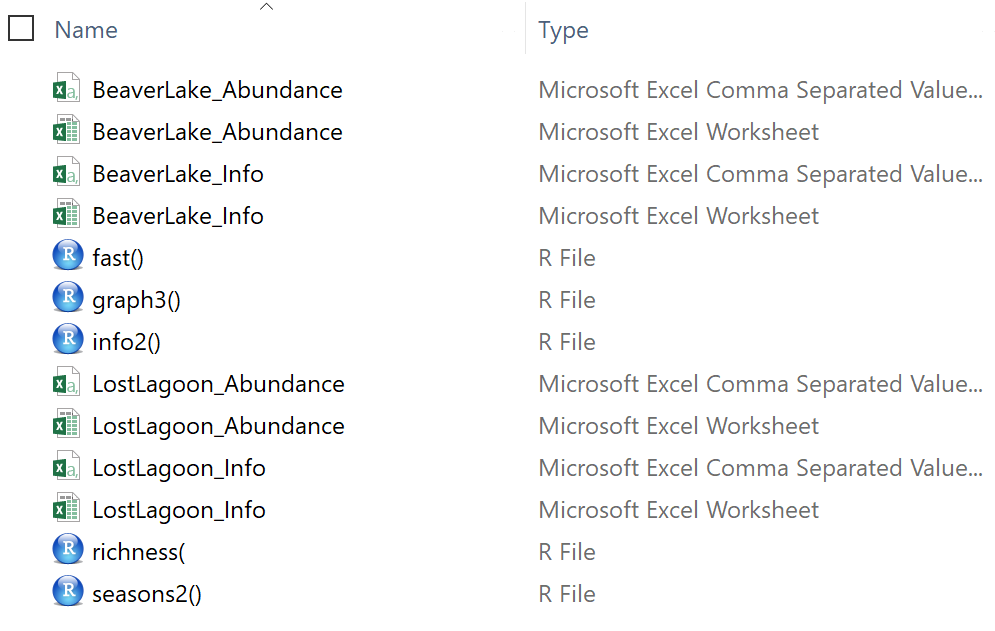 Name Type
BeaverLake_Abundance Microsoft Excel Comma Separated Value...
BeaverLake_Abundance Microsoft Excel Worksheet
BeaverLake_Info Microsoft Excel Comma Separated Value...
BeaverLake_Info Microsoft Excel Worksheet
fast() R File
graph3() R File
info2() R File
LostLagoon_Abundance Microsoft Excel Comma Separated Value...
LostLagoon_Abundance Microsoft Excel Worksheet
LostLagoon_Info Microsoft Excel Comma Separated Value...
LostLagoon_Info Microsoft Excel Worksheet
richness( R File
seasons2() R File